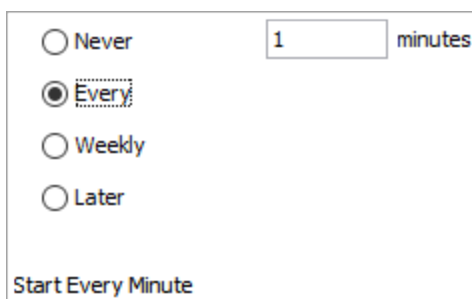 Never 1 minutes
Every
Weekly
Later
Start Every Minute